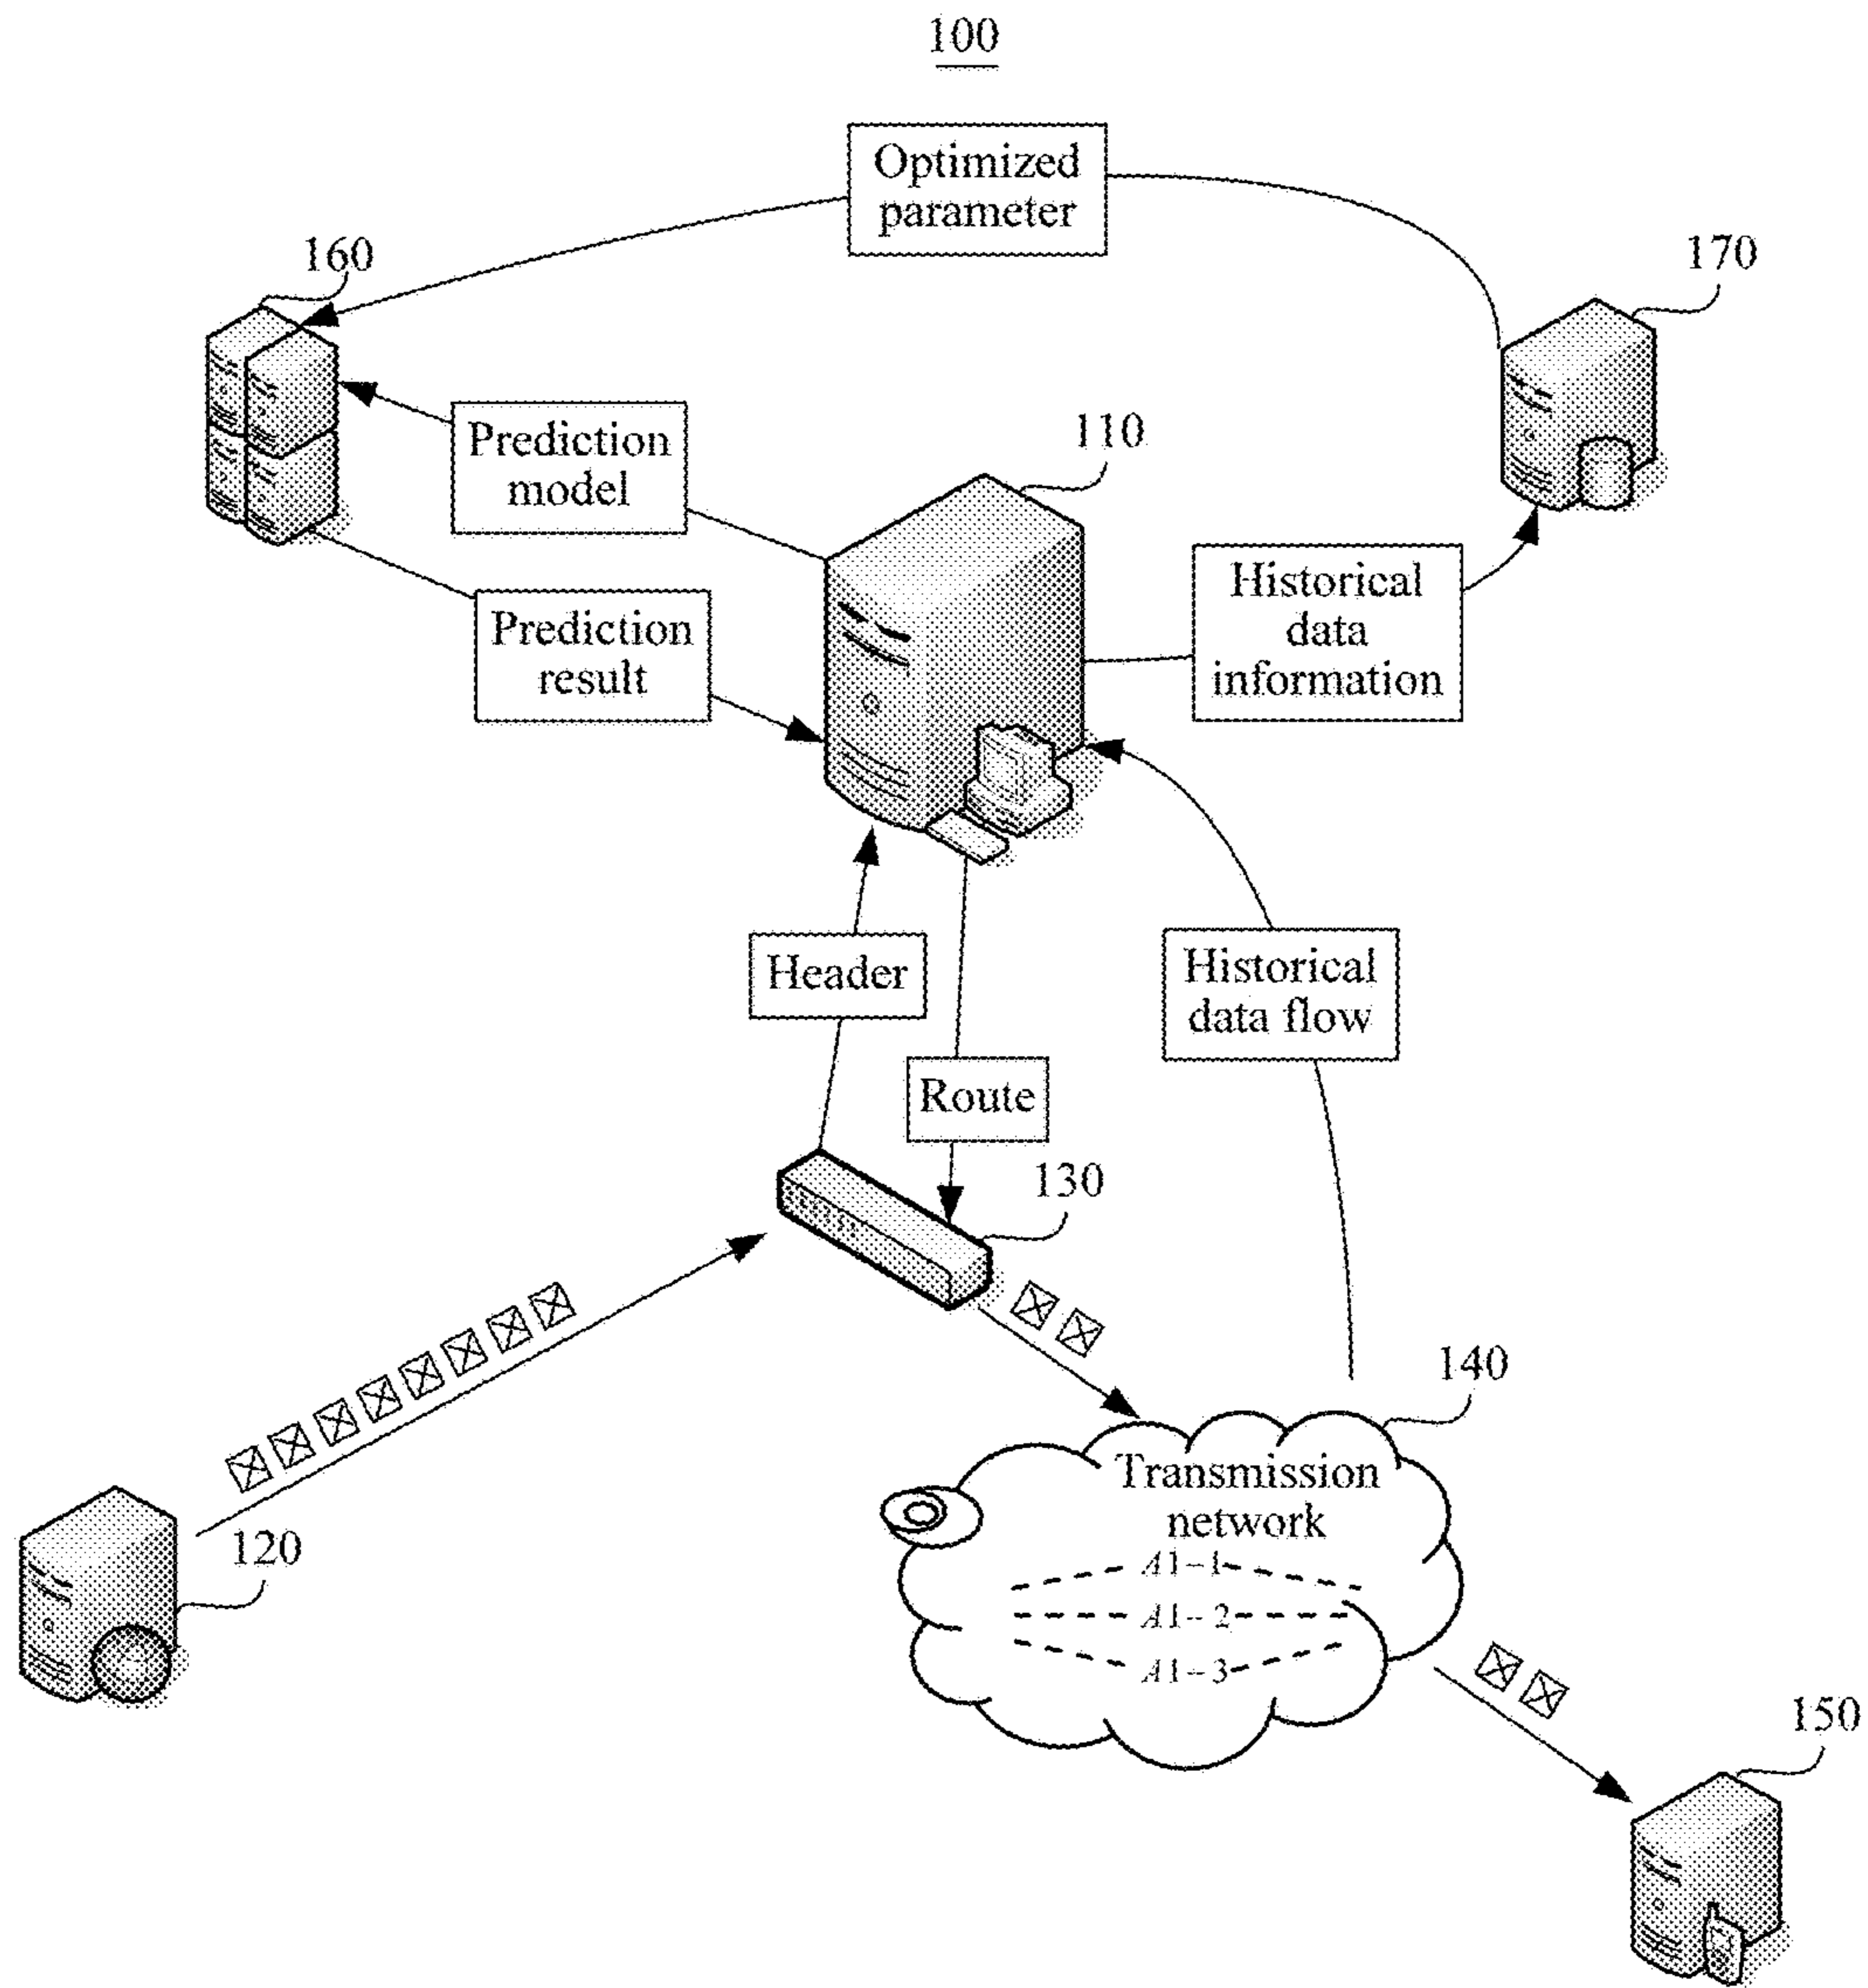 100
Optimized
parameter
160
170
Prediction
model
110
Historical
data
information
Prediction
result
Header
Historical
data flow
Route
130
140
Transmission
network
A1-1
A1-2
A1-3
120
150